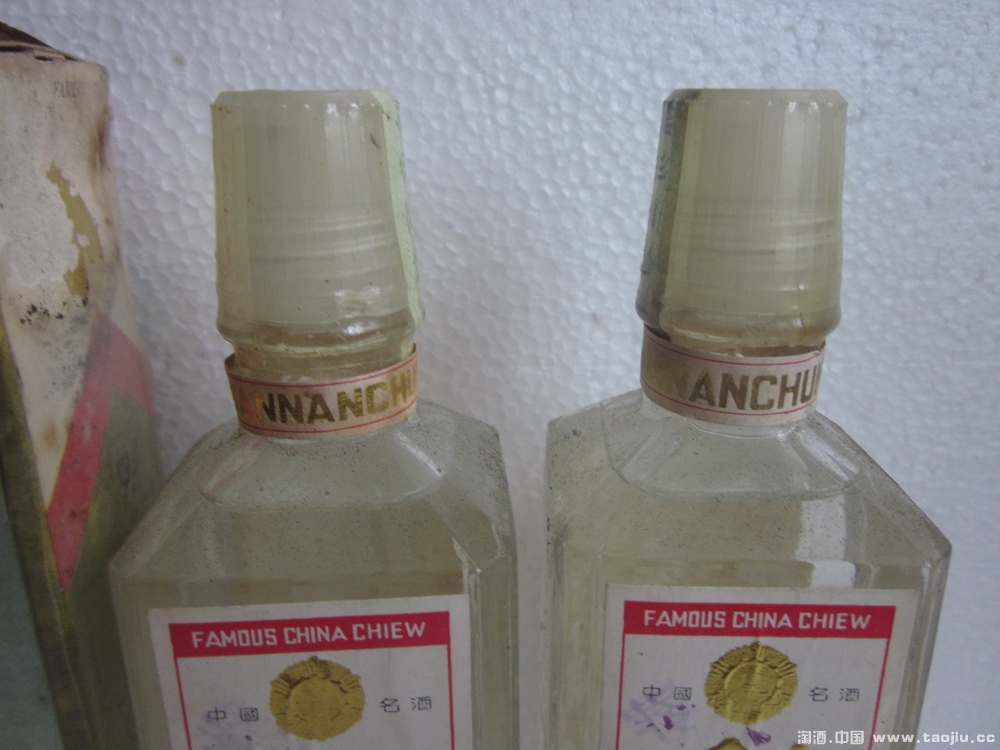 NNANCHU
NANCHU
FAMOUS CHINA CHIEW
中國 名酒
FAMOUS CHINA CHIEW
中國 名酒
淘酒.中国 www.taojiu.cc